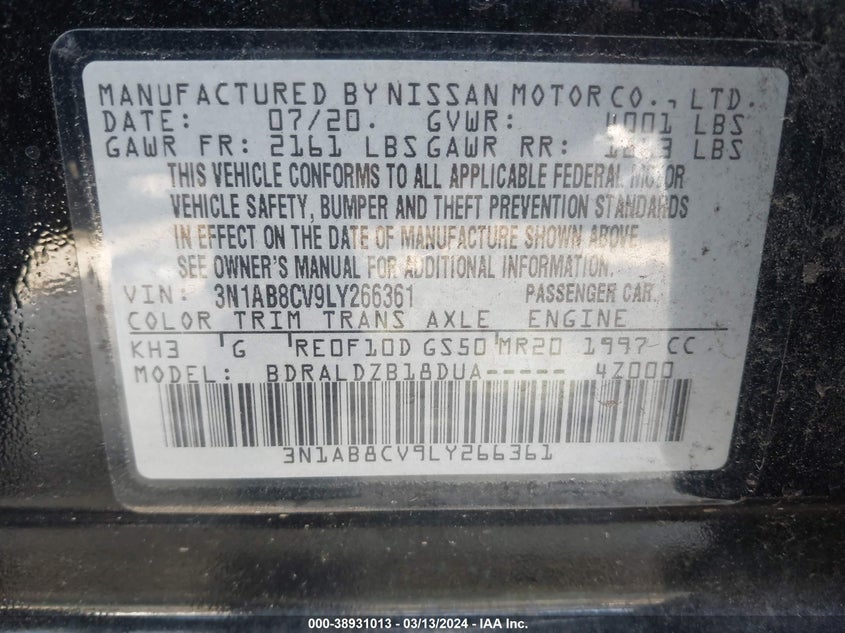 MANUFACTURED BY NISSAN MOTOR CO., LTD.
DATE: 07/20. GVWR: 4001 LBS
GAWR FR: 2161 LBS GAWR RR: LBS
THIS VEHICLE CONFORMS TO ALL APPLICABLE FEDERAL MOTOR
VEHICLE SAFETY, BUMPER AND THEFT PREVENTION STANDARDS
IN EFFECT ON THE DATE OF MANUFACTURE SHOWN ABOVE
SEE OWNER'S MANUAL FOR ADDITIONAL INFORMATION.
VIN: 3N1AB8CV9LY266361 PASSENGER CAR
COLOR TRIM TRANS AXLE ENGINE
KH3 G RE0F10D GS50 MR20 1997 CC
MODEL: BDRALDZB18DUA----- 4Z000
3N1AB8CV9LY266361
000-38931013 - 03/13/2024 - IAA, Inc.